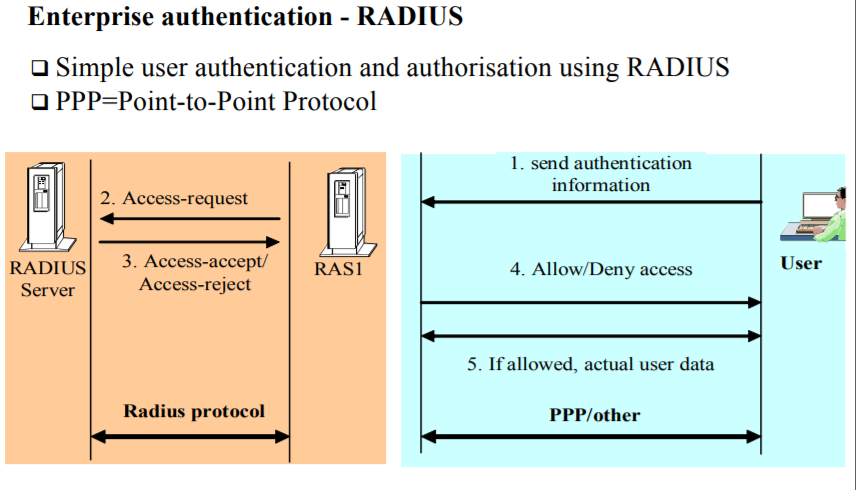 Enterprise authentication - RADIUS
❑ Simple user authentication and authorisation using RADIUS
❑ PPP=Point-to-Point Protocol
1. send authentication
information
2. Access-request
3. Access-accept/
Access-reject
RADIUS
Server
RAS1
4. Allow/Deny access
User
5. If allowed, actual user data
Radius protocol
PPP/other